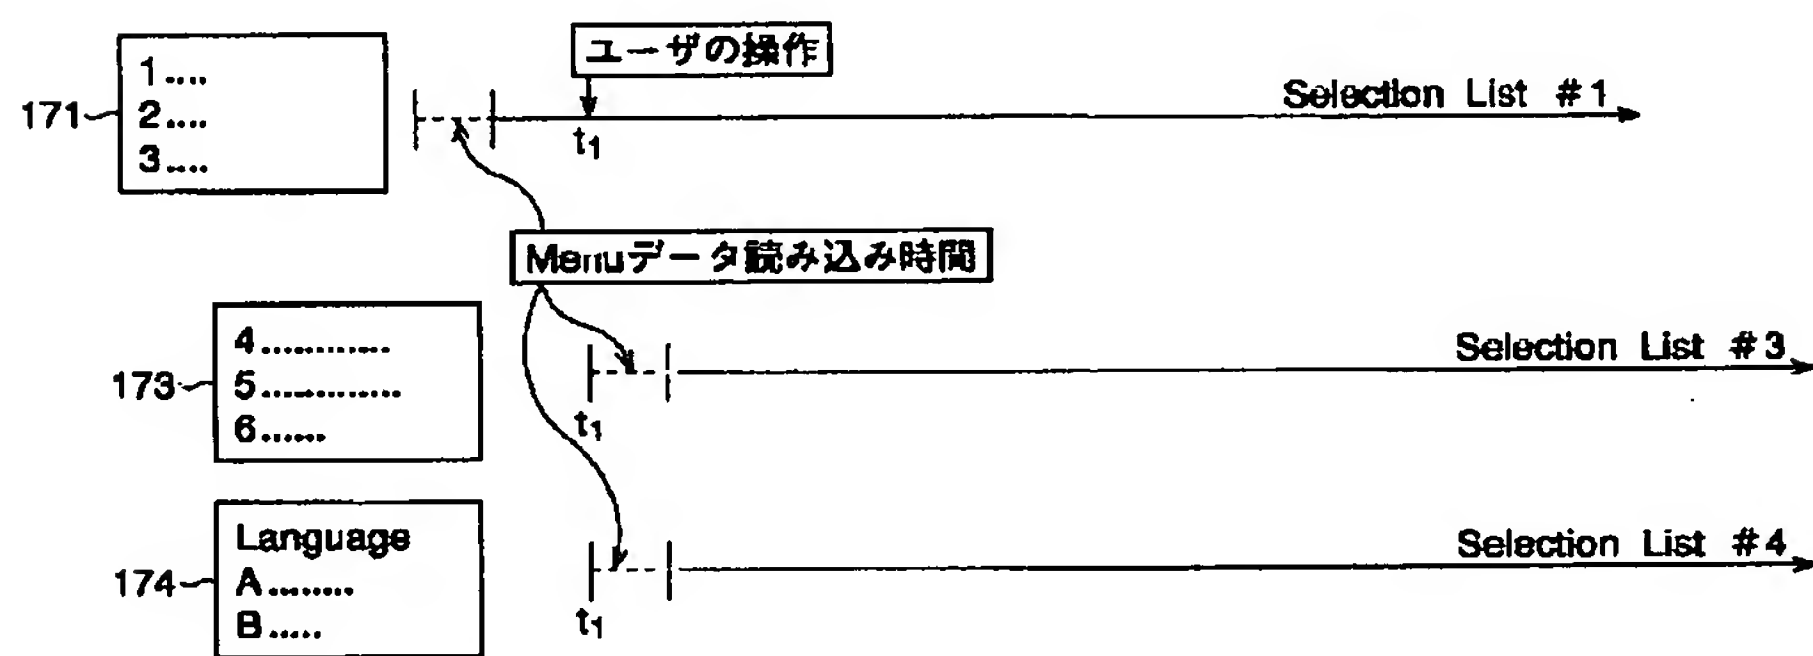 ユーザの操作
1....
2....
3....
171
t1
Selection List #1
Menuデータ読み込み時間
4............
5.............
6......
173
t1
Selection List #3
Language
A........
B.....
174
t1
Selection List #4